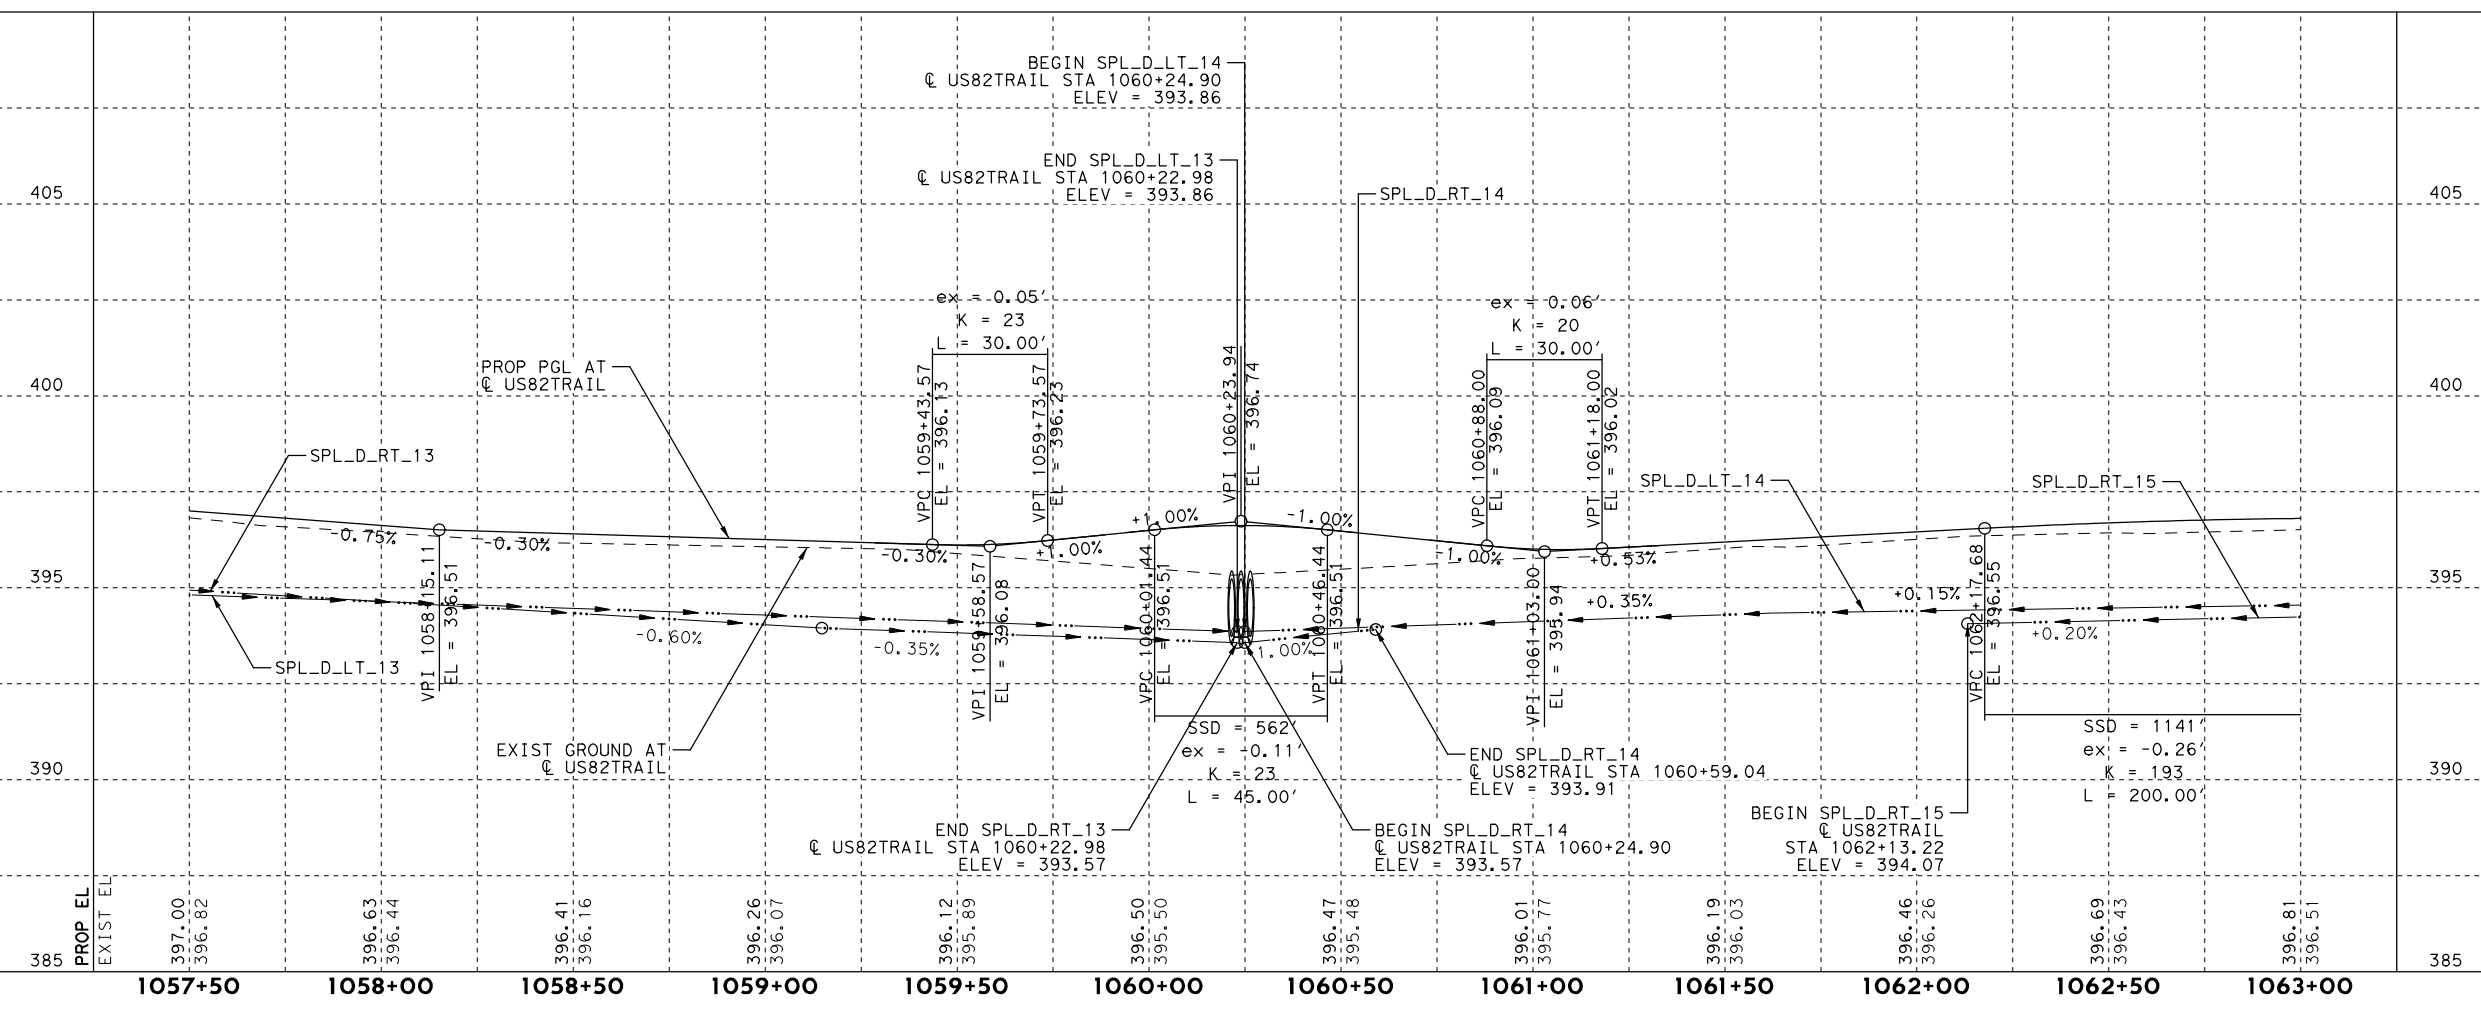 BEGIN SPL_D_LT_14
℄ US82TRAIL STA 1060+24.90
ELEV = 393.86
END SPL_D_LT_13
℄ US82TRAIL STA 1060+22.98
ELEV = 393.86
SPL_D_RT_14
405
405
ex = 0.05'
K = 23
L = 30.00'
ex = 0.06'
K = 20
L = 30.00'
PROP PGL AT
℄ US82TRAIL
400
400
VPC 1059+43.57
EL = 396.13
VPT 1059+73.57
EL = 396.23
VPI 1060+23.94
EL = 396.74
VPC 1060+88.00
EL = 396.09
VPT 1061+18.00
EL = 396.02
SPL_D_RT_13
SPL_D_LT_14
SPL_D_RT_15
-0.75%
-0.30%
-0.30%
+1.00%
+1.00%
-1.00%
-1.00%
+0.53%
395
395
+0.35%
+0.15%
+0.20%
-0.60%
-0.35%
1.00%
SPL_D_LT_13
VPI 1058+15.11
EL = 396.51
VPI 1059+58.57
EL = 396.08
VPC 1060+01.44
EL = 396.51
VPT 1060+46.44
EL = 396.51
VPI 1061+03.00
EL = 395.94
VPC 1062+17.68
EL = 396.55
EXIST GROUND AT
℄ US82TRAIL
SSD = 562'
ex = -0.11'
K = 23
L = 45.00'
END SPL_D_RT_14
℄ US82TRAIL STA 1060+59.04
ELEV = 393.91
SSD = 1141'
ex = -0.26'
K = 193
L = 200.00'
390
390
END SPL_D_RT_13
℄ US82TRAIL STA 1060+22.98
ELEV = 393.57
BEGIN SPL_D_RT_14
℄ US82TRAIL STA 1060+24.90
ELEV = 393.57
BEGIN SPL_D_RT_15
℄ US82TRAIL
STA 1062+13.22
ELEV = 394.07
PROP EL
EXIST EL
397.00
396.82
396.63
396.44
396.41
396.16
396.26
396.07
396.12
395.89
396.50
395.50
396.47
395.48
396.01
395.77
396.19
396.03
396.46
396.26
396.69
396.43
396.81
396.51
385
385
1057+50
1058+00
1058+50
1059+00
1059+50
1060+00
1060+50
1061+00
1061+50
1062+00
1062+50
1063+00